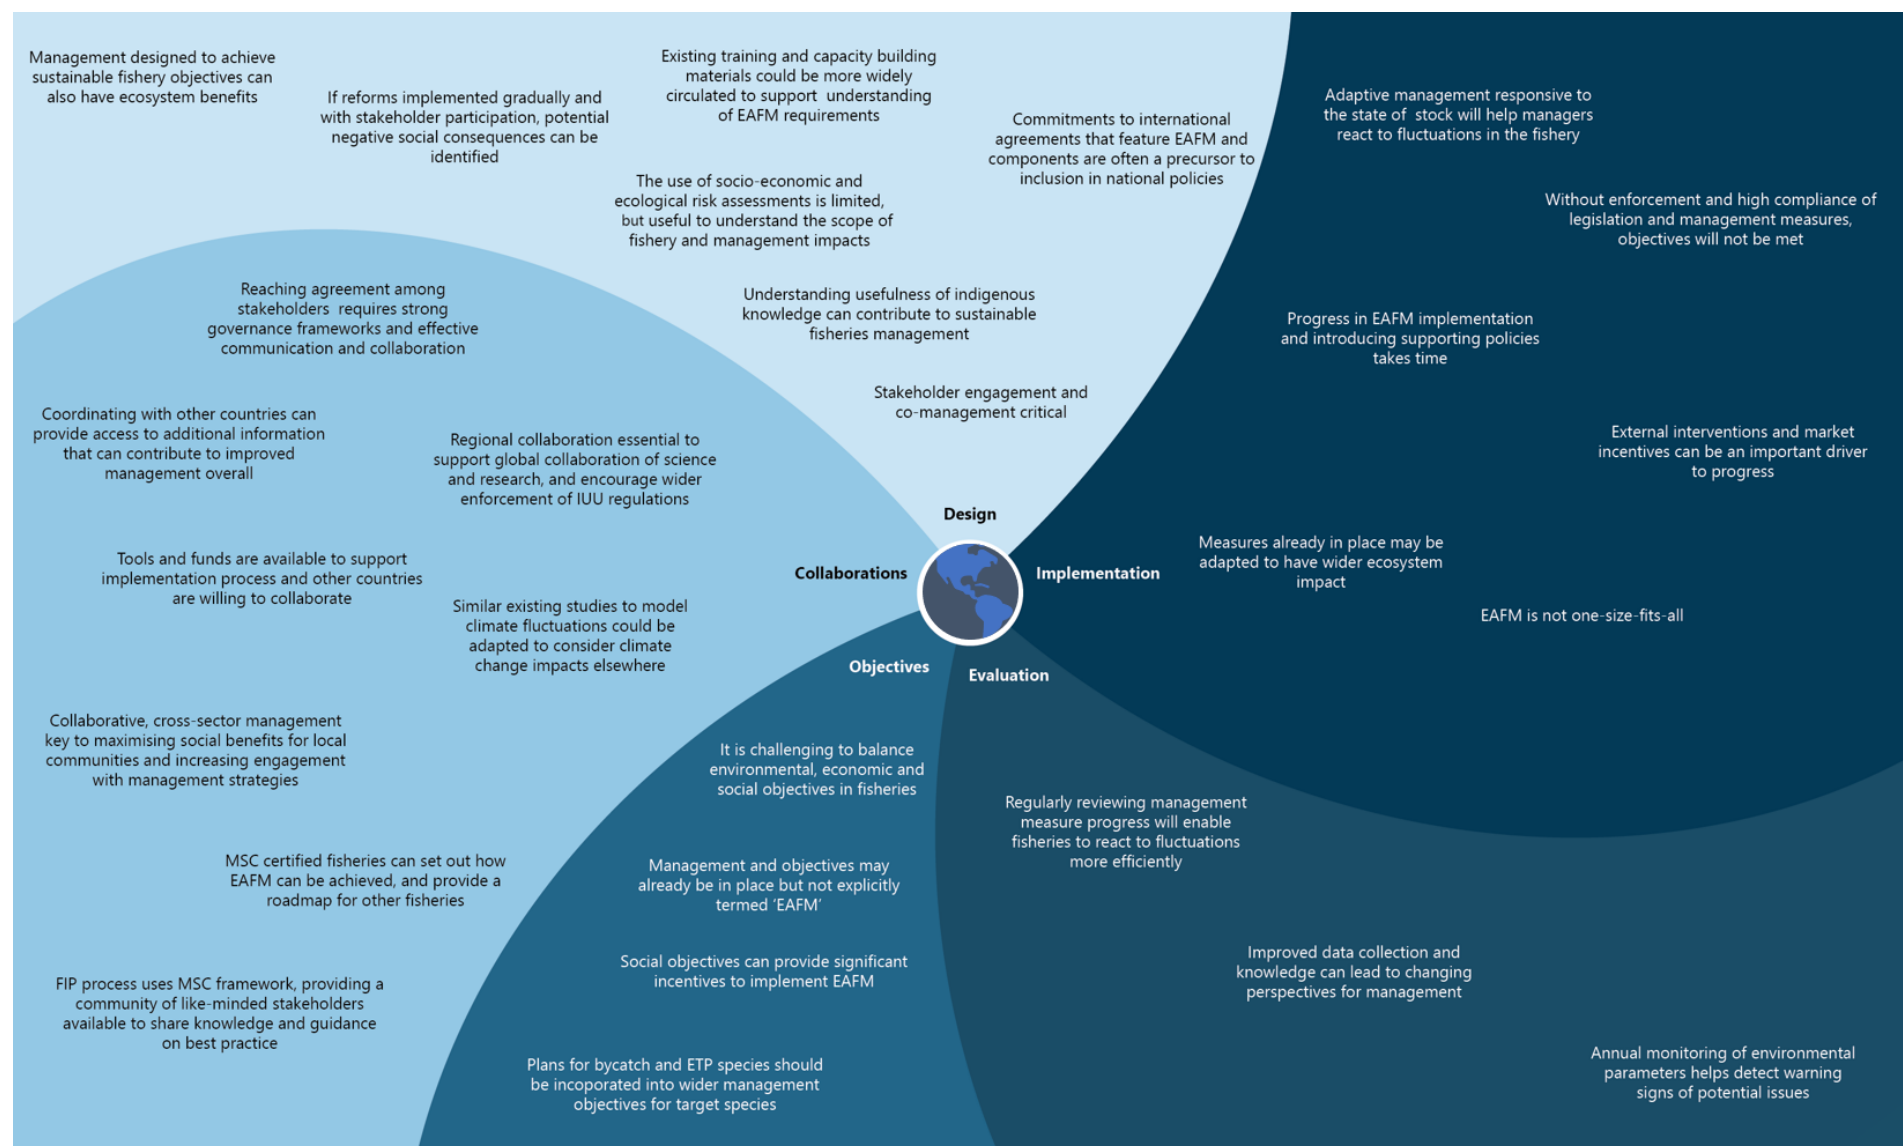 Management designed to achieve
sustainable fishery objectives can
also have ecosystem benefits
If reforms implemented gradually and
with stakeholder participation, potential
negative social consequences can be
identified
Existing training and capacity building
materials could be more widely
circulated to support understanding
of EAFM requirements
Commitments to international
agreements that feature EAFM and
components are often a precursor to
inclusion in national policies
The use of socio-economic and
ecological risk assessments is limited,
but useful to understand the scope of
fishery and management impacts
Understanding usefulness of indigenous
knowledge can contribute to sustainable
fisheries management
Stakeholder engagement and
co-management critical
Design
Adaptive management responsive to
the state of stock will help managers
react to fluctuations in the fishery
Without enforcement and high compliance of
legislation and management measures,
objectives will not be met
Progress in EAFM implementation
and introducing supporting policies
takes time
External interventions and market
incentives can be an important driver
to progress
Measures already in place may be
adapted to have wider ecosystem
impact
EAFM is not one-size-fits-all
Implementation
Reaching agreement among
stakeholders requires strong
governance frameworks and effective
communication and collaboration
Coordinating with other countries can
provide access to additional information
that can contribute to improved
management overall
Regional collaboration essential to
support global collaboration of science
and research, and encourage wider
enforcement of IUU regulations
Tools and funds are available to support
implementation process and other countries
are willing to collaborate
Collaborations
Similar existing studies to model
climate fluctuations could be
adapted to consider climate
change impacts elsewhere
Collaborative, cross-sector management
key to maximising social benefits for local
communities and increasing engagement
with management strategies
MSC certified fisheries can set out how
EAFM can be achieved, and provide a
roadmap for other fisheries
FIP process uses MSC framework, providing a
community of like-minded stakeholders
available to share knowledge and guidance
on best practice
Objectives
It is challenging to balance
environmental, economic and
social objectives in fisheries
Management and objectives may
already be in place but not explicitly
termed ‘EAFM’
Social objectives can provide significant
incentives to implement EAFM
Plans for bycatch and ETP species should
be incoporated into wider management
objectives for target species
Evaluation
Regularly reviewing management
measure progress will enable
fisheries to react to fluctuations
more efficiently
Improved data collection and
knowledge can lead to changing
perspectives for management
Annual monitoring of environmental
parameters helps detect warning
signs of potential issues